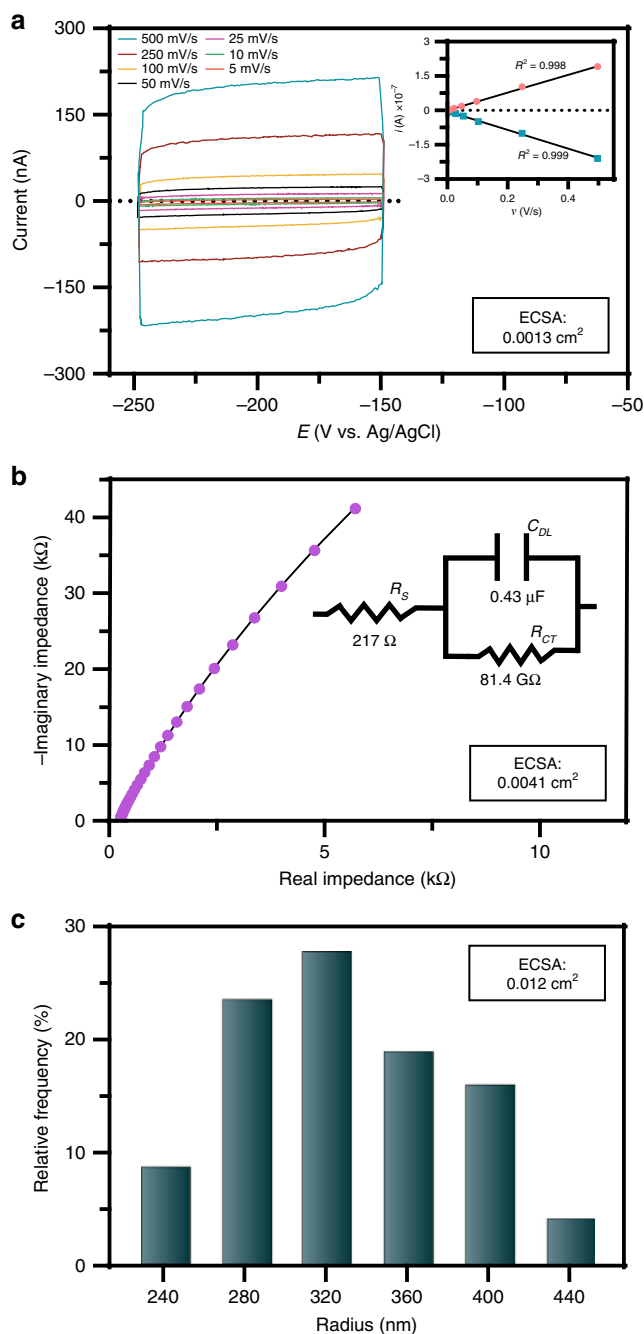 a
500 mV/s
25 mV/s
250 mV/s
10 mV/s
100 mV/s
5 mV/s
50 mV/s
300
150
0
−150
−300
Current (nA)
−250
−200
−150
−100
−50
E (V vs. Ag/AgCl)
3
1.5
0
−1.5
−3
i (A) ×10⁻⁷
R² = 0.998
R² = 0.999
0.0
0.2
0.4
ν (V/s)
ECSA:
0.0013 cm²
b
40
30
20
10
0
−Imaginary impedance (kΩ)
0
5
10
Real impedance (kΩ)
C_DL
0.43 µF
R_S
217 Ω
R_CT
81.4 GΩ
ECSA:
0.0041 cm²
c
30
20
10
0
Relative frequency (%)
240
280
320
360
400
440
Radius (nm)
ECSA:
0.012 cm²